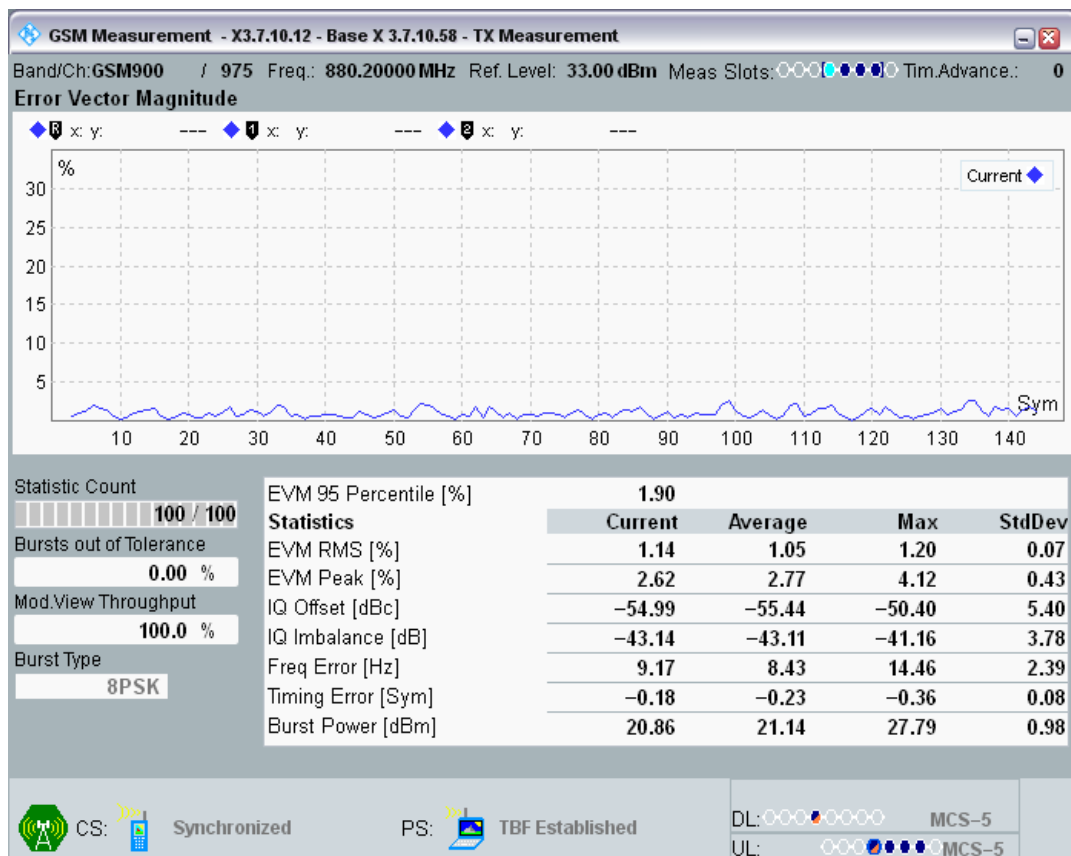 GSM Measurement - X3.7.10.12 - Base X 3.7.10.58 - TX Measurement
Band/Ch:GSM900 / 975 Freq.: 880.20000 MHz Ref. Level: 33.00 dBm Meas Slots: Tim.Advance.: 0
Error Vector Magnitude
R x: y: --- 1 x: y: --- 2 x: y: ---
%
Current
30
25
20
15
10
5
Sym
10 20 30 40 50 60 70 80 90 100 110 120 130 140
Statistic Count
100 / 100
Bursts out of Tolerance
0.00 %
Mod.View Throughput
100.0 %
Burst Type
8PSK
EVM 95 Percentile [%] 1.90
Statistics Current Average Max StdDev
EVM RMS [%] 1.14 1.05 1.20 0.07
EVM Peak [%] 2.62 2.77 4.12 0.43
IQ Offset [dBc] −54.99 −55.44 −50.40 5.40
IQ Imbalance [dB] −43.14 −43.11 −41.16 3.78
Freq Error [Hz] 9.17 8.43 14.46 2.39
Timing Error [Sym] −0.18 −0.23 −0.36 0.08
Burst Power [dBm] 20.86 21.14 27.79 0.98
CS: Synchronized PS: TBF Established
DL: MCS−5
UL: MCS−5